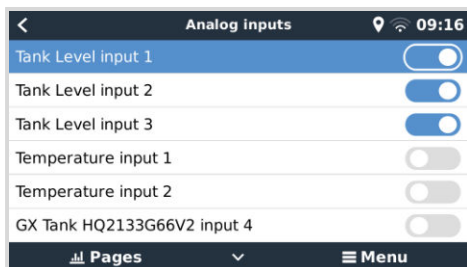 Analog inputs 09:16
Tank Level input 1
Tank Level input 2
Tank Level input 3
Temperature input 1
Temperature input 2
GX Tank HQ2133G66V2 input 4
Pages Menu